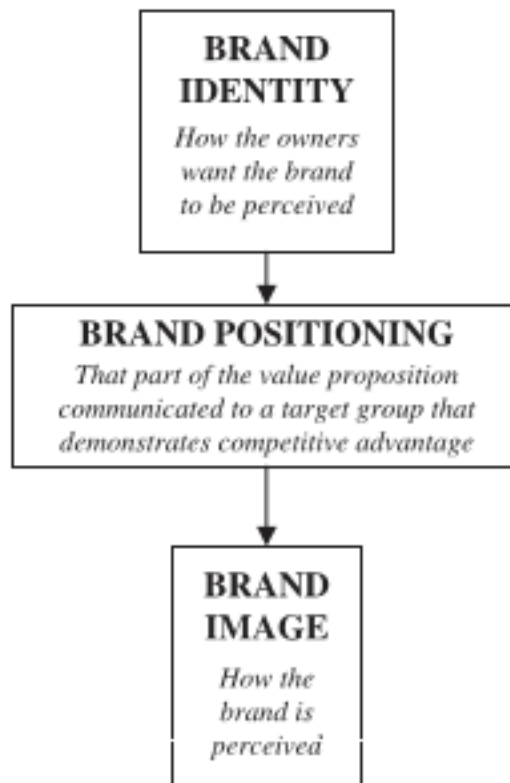 BRAND
IDENTITY
How the owners
want the brand
to be perceived
BRAND POSITIONING
That part of the value proposition
communicated to a target group that
demonstrates competitive advantage
BRAND
IMAGE
How the
brand is
perceived